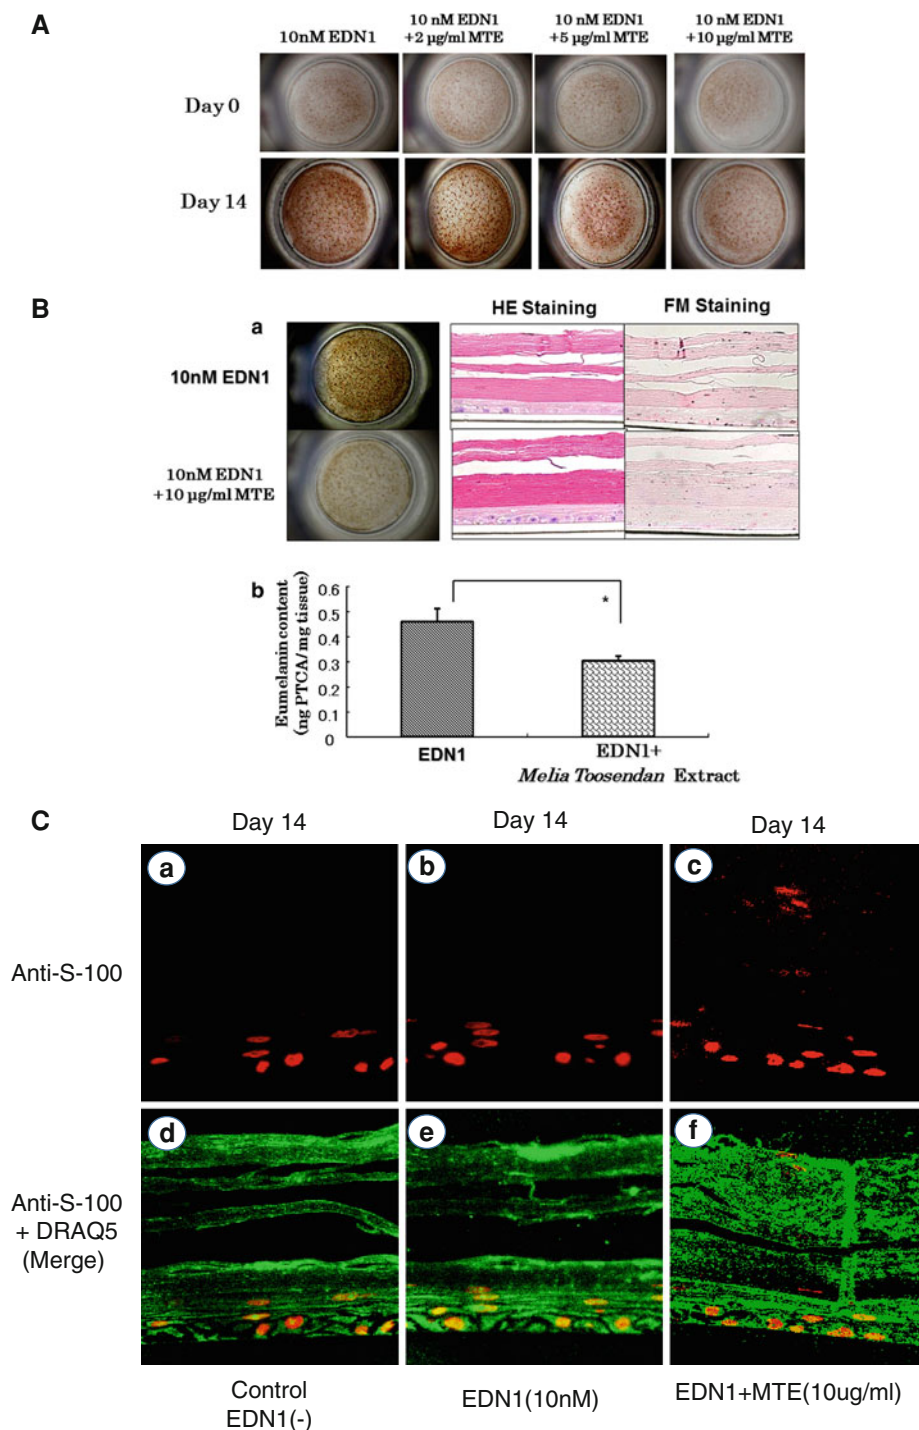 A
10nM EDN1
10 nM EDN1
+2 µg/ml MTE
10 nM EDN1
+5 µg/ml MTE
10 nM EDN1
+10 µg/ml MTE
Day 0
Day 14
B
a
HE Staining
FM Staining
10nM EDN1
10nM EDN1
+10 µg/ml MTE
b
Eumelanin content
(ng PTCA/ mg tissue)
0.6
0.5
0.4
0.3
0.2
0.1
0
*
EDN1
EDN1+
Melia Toosendan Extract
C
Day 14
Day 14
Day 14
a
b
c
Anti-S-100
d
e
f
Anti-S-100
+ DRAQ5
(Merge)
Control
EDN1(-)
EDN1(10nM)
EDN1+MTE(10ug/ml)